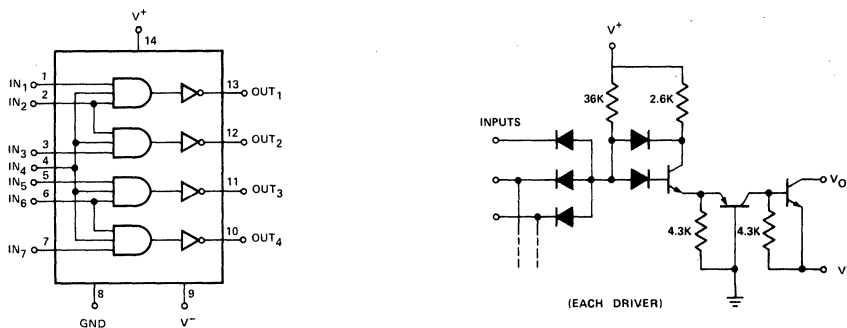 V+
14
IN1 1
IN2 2
IN3 3
IN4 4
IN5 5
IN6 6
IN7 7
13 OUT1
12 OUT2
11 OUT3
10 OUT4
8
9
GND
V−
V+
36K
2.6K
INPUTS
4.3K
4.3K
VO
V
(EACH DRIVER)